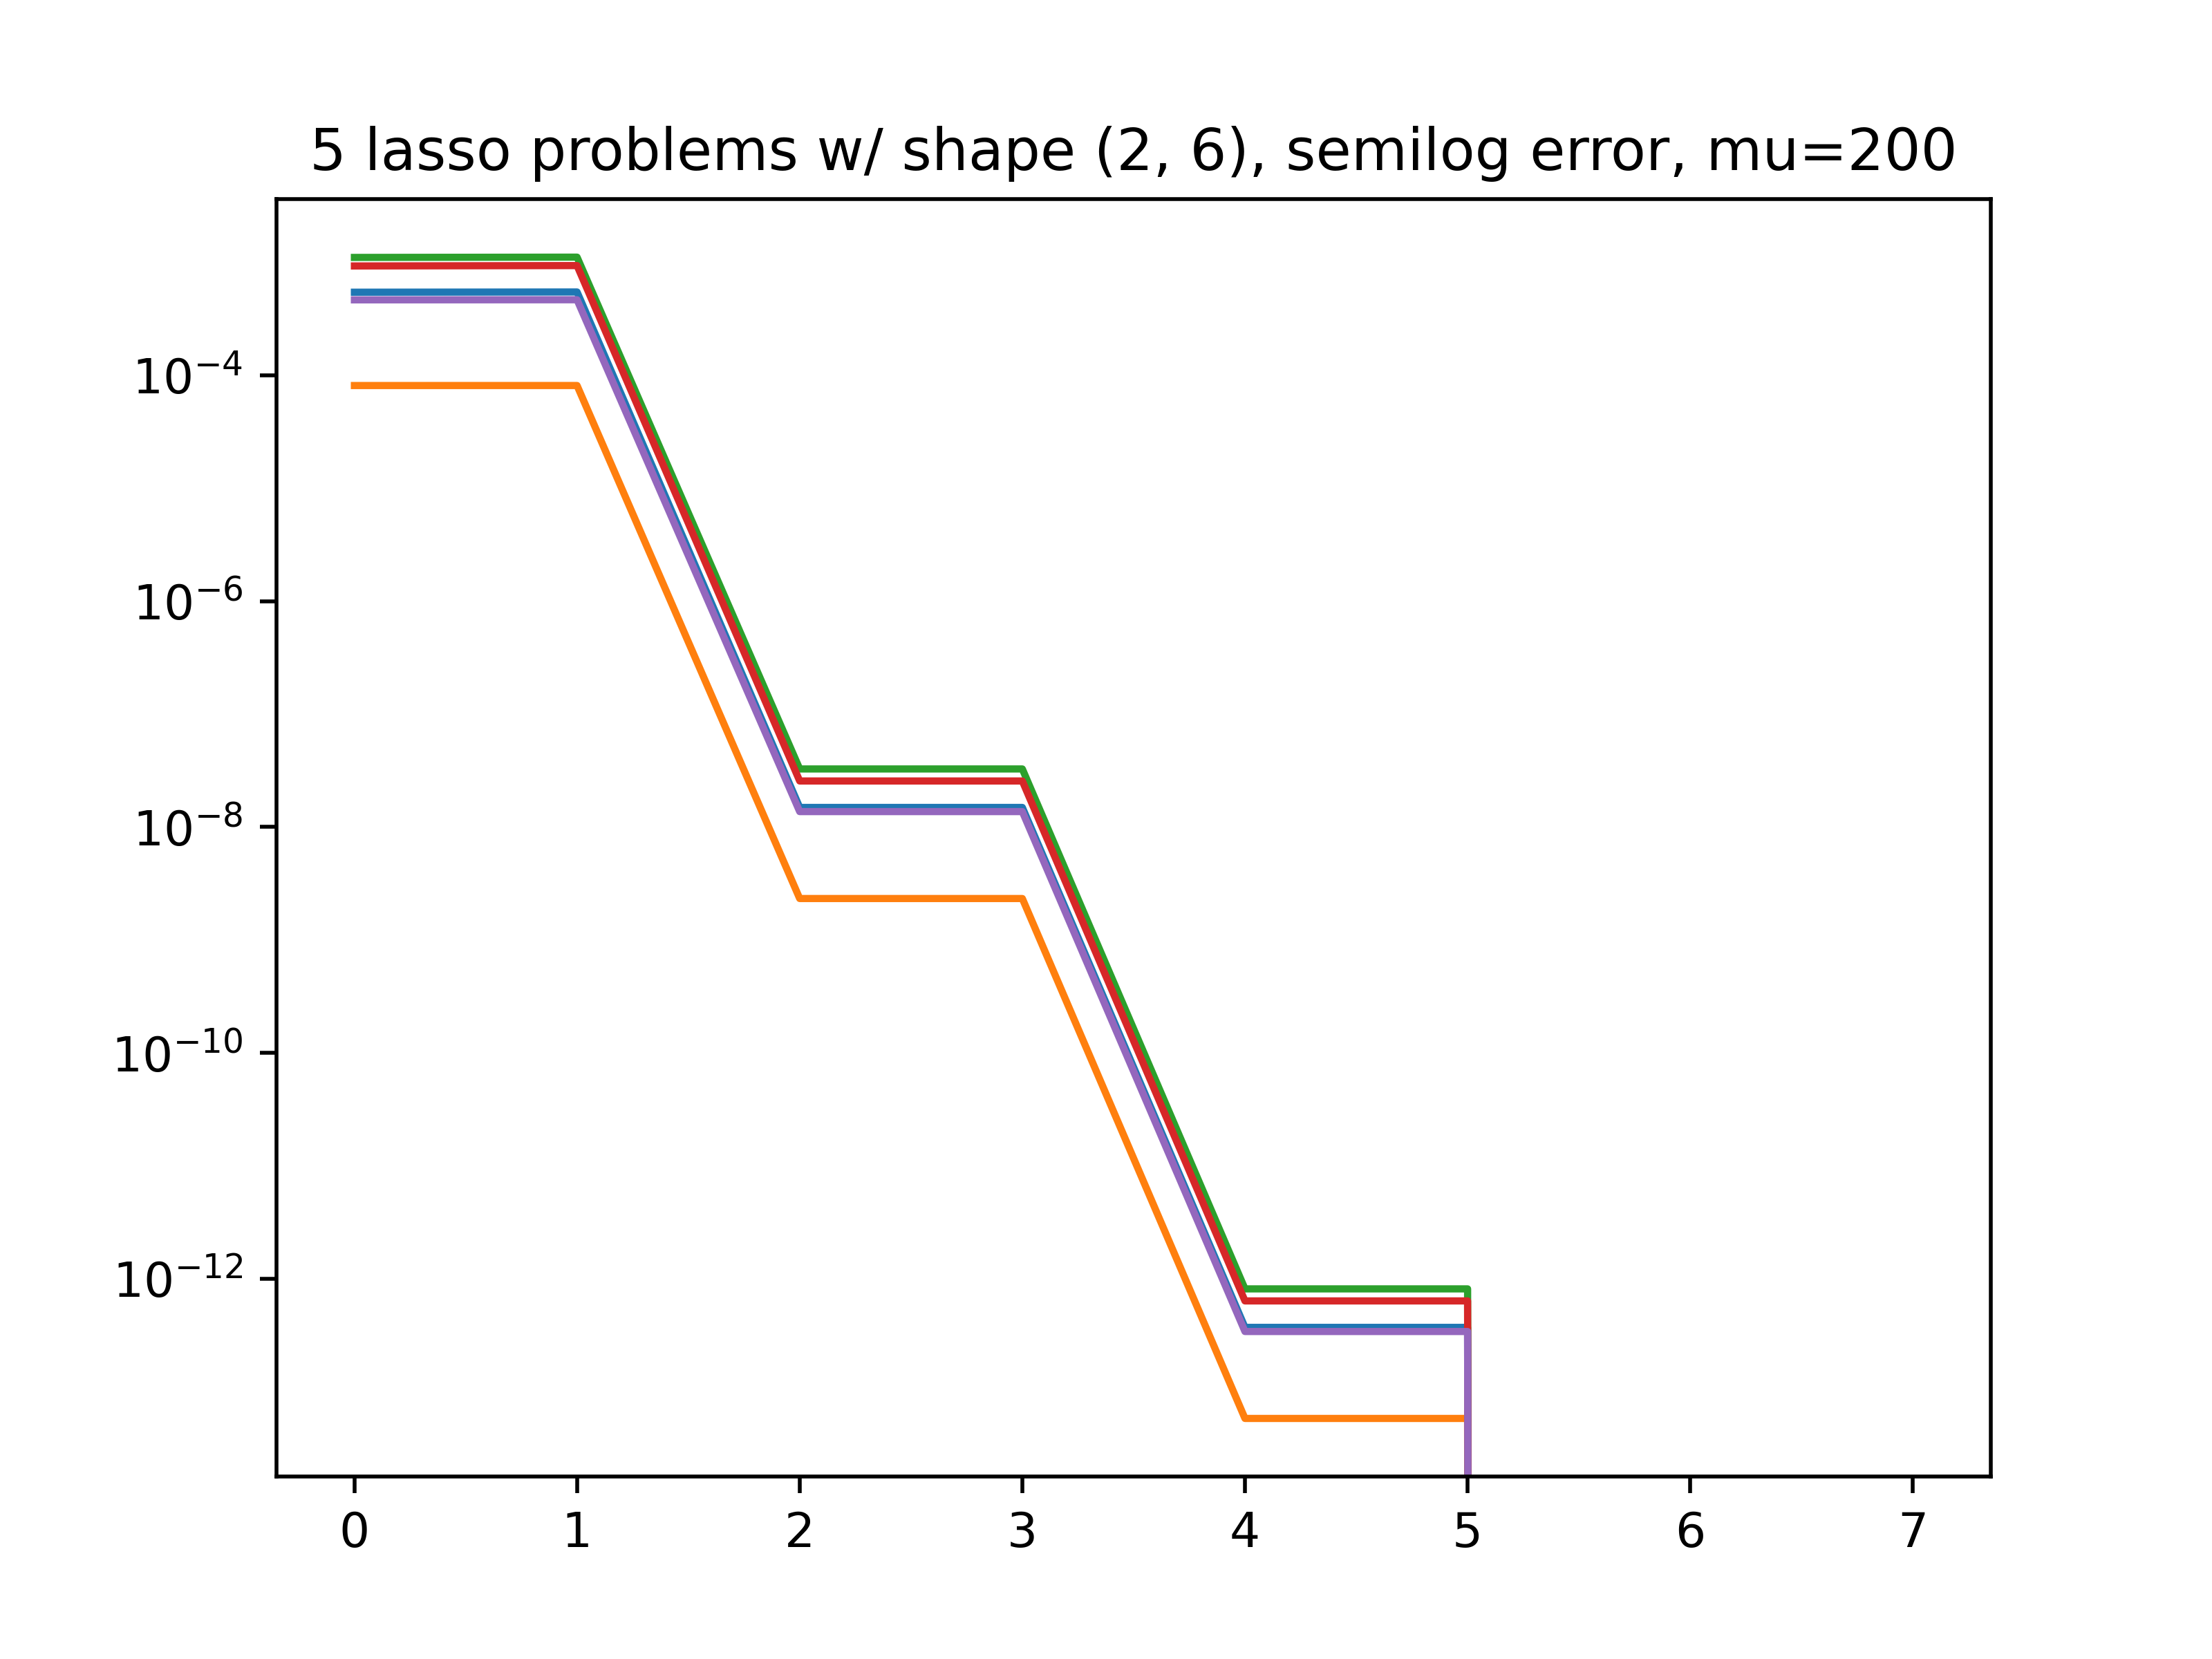 5 lasso problems w/ shape (2, 6), semilog error, mu=200
10⁻⁴
10⁻⁶
10⁻⁸
10⁻¹⁰
10⁻¹²
0 1 2 3 4 5 6 7